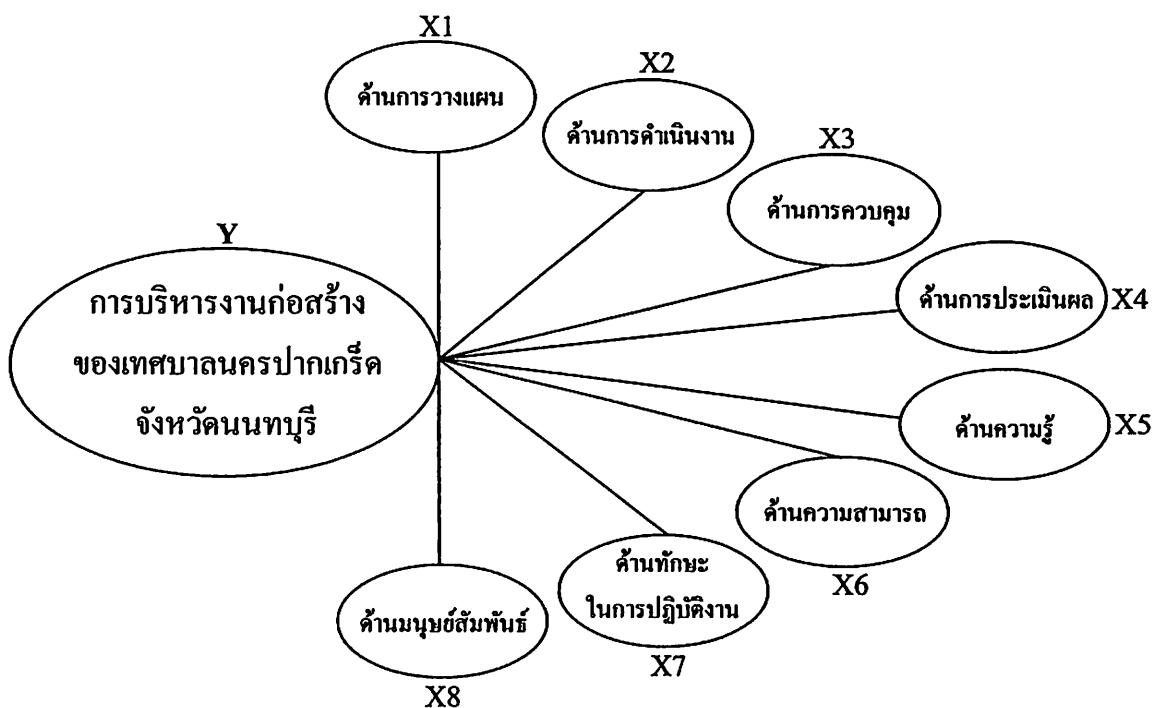 X1
ด้านการวางแผน
X2
ด้านการดำเนินงาน
X3
ด้านการควบคุม
Y
การบริหารงานก่อสร้าง
ของเทศบาลนครปากเกร็ด
จังหวัดนนทบุรี
ด้านการประเมินผล X4
ด้านความรู้ X5
ด้านความสามารถ
X6
ด้านทักษะ
ในการปฏิบัติงาน
X7
ด้านมนุษย์สัมพันธ์
X8